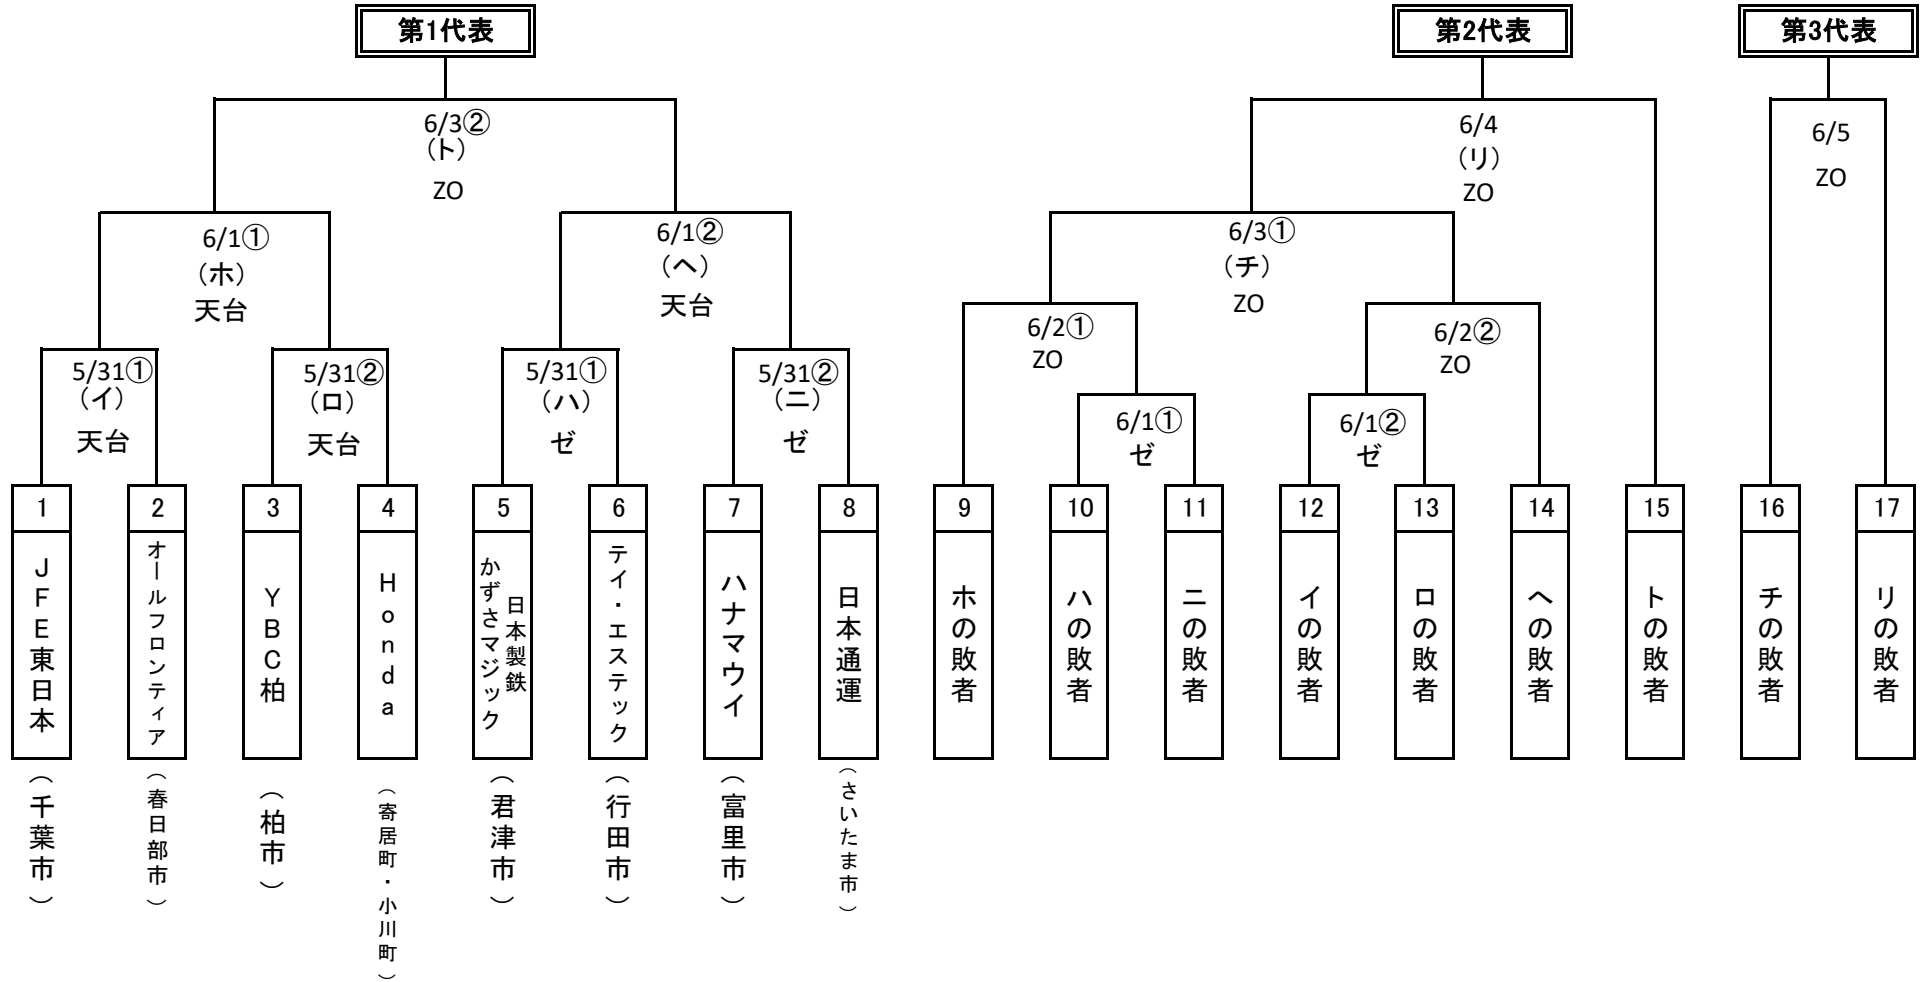 第1代表
第2代表
第3代表
6/3②
（ト）
ZO
6/4
（リ）
ZO
6/5
ZO
6/1①
（ホ）
天台
6/1②
（ヘ）
天台
6/3①
（チ）
ZO
6/2①
ZO
6/2②
ZO
5/31①
（イ）
天台
5/31②
（ロ）
天台
5/31①
（ハ）
ゼ
5/31②
（ニ）
ゼ
6/1①
ゼ
6/1②
ゼ
1
2
3
4
5
6
7
8
9
10
11
12
13
14
15
16
17
JFE東日本
オールフロンティア
YBC柏
Honda
日本製鉄
かずさマジック
テイ・エステック
ハナマウイ
日本通運
ホの敗者
ハの敗者
ニの敗者
イの敗者
ロの敗者
ヘの敗者
トの敗者
チの敗者
リの敗者
（千葉市）
（春日部市）
（柏市）
（寄居町・小川町）
（君津市）
（行田市）
（富里市）
（さいたま市）